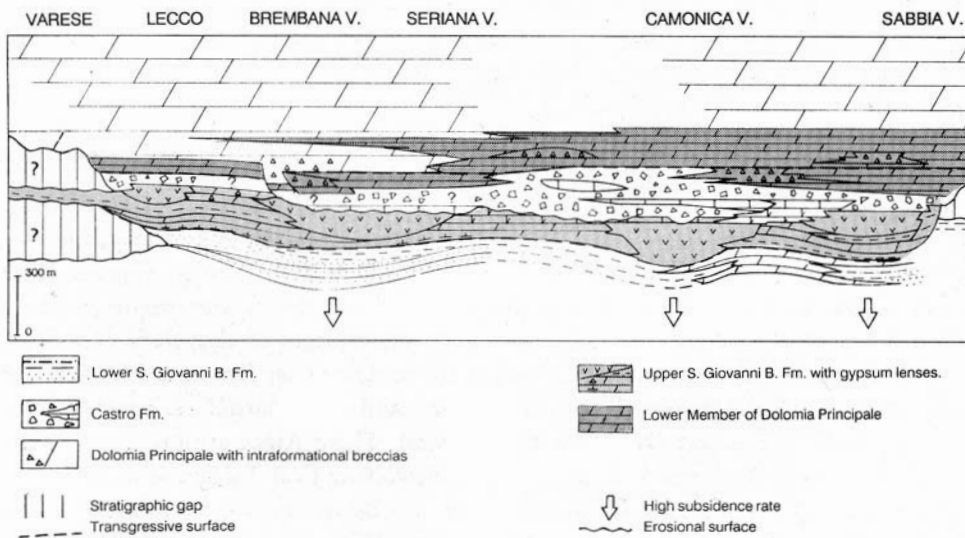 VARESE LECCO BREMBANA V. SERIANA V. CAMONICA V. SABBIA V.
?
?
?
?
?
300 m
0
Lower S. Giovanni B. Fm.
Castro Fm.
Dolomia Principale with intraformational breccias
Stratigraphic gap
Transgressive surface
Upper S. Giovanni B. Fm. with gypsum lenses.
Lower Member of Dolomia Principale
High subsidence rate
Erosional surface